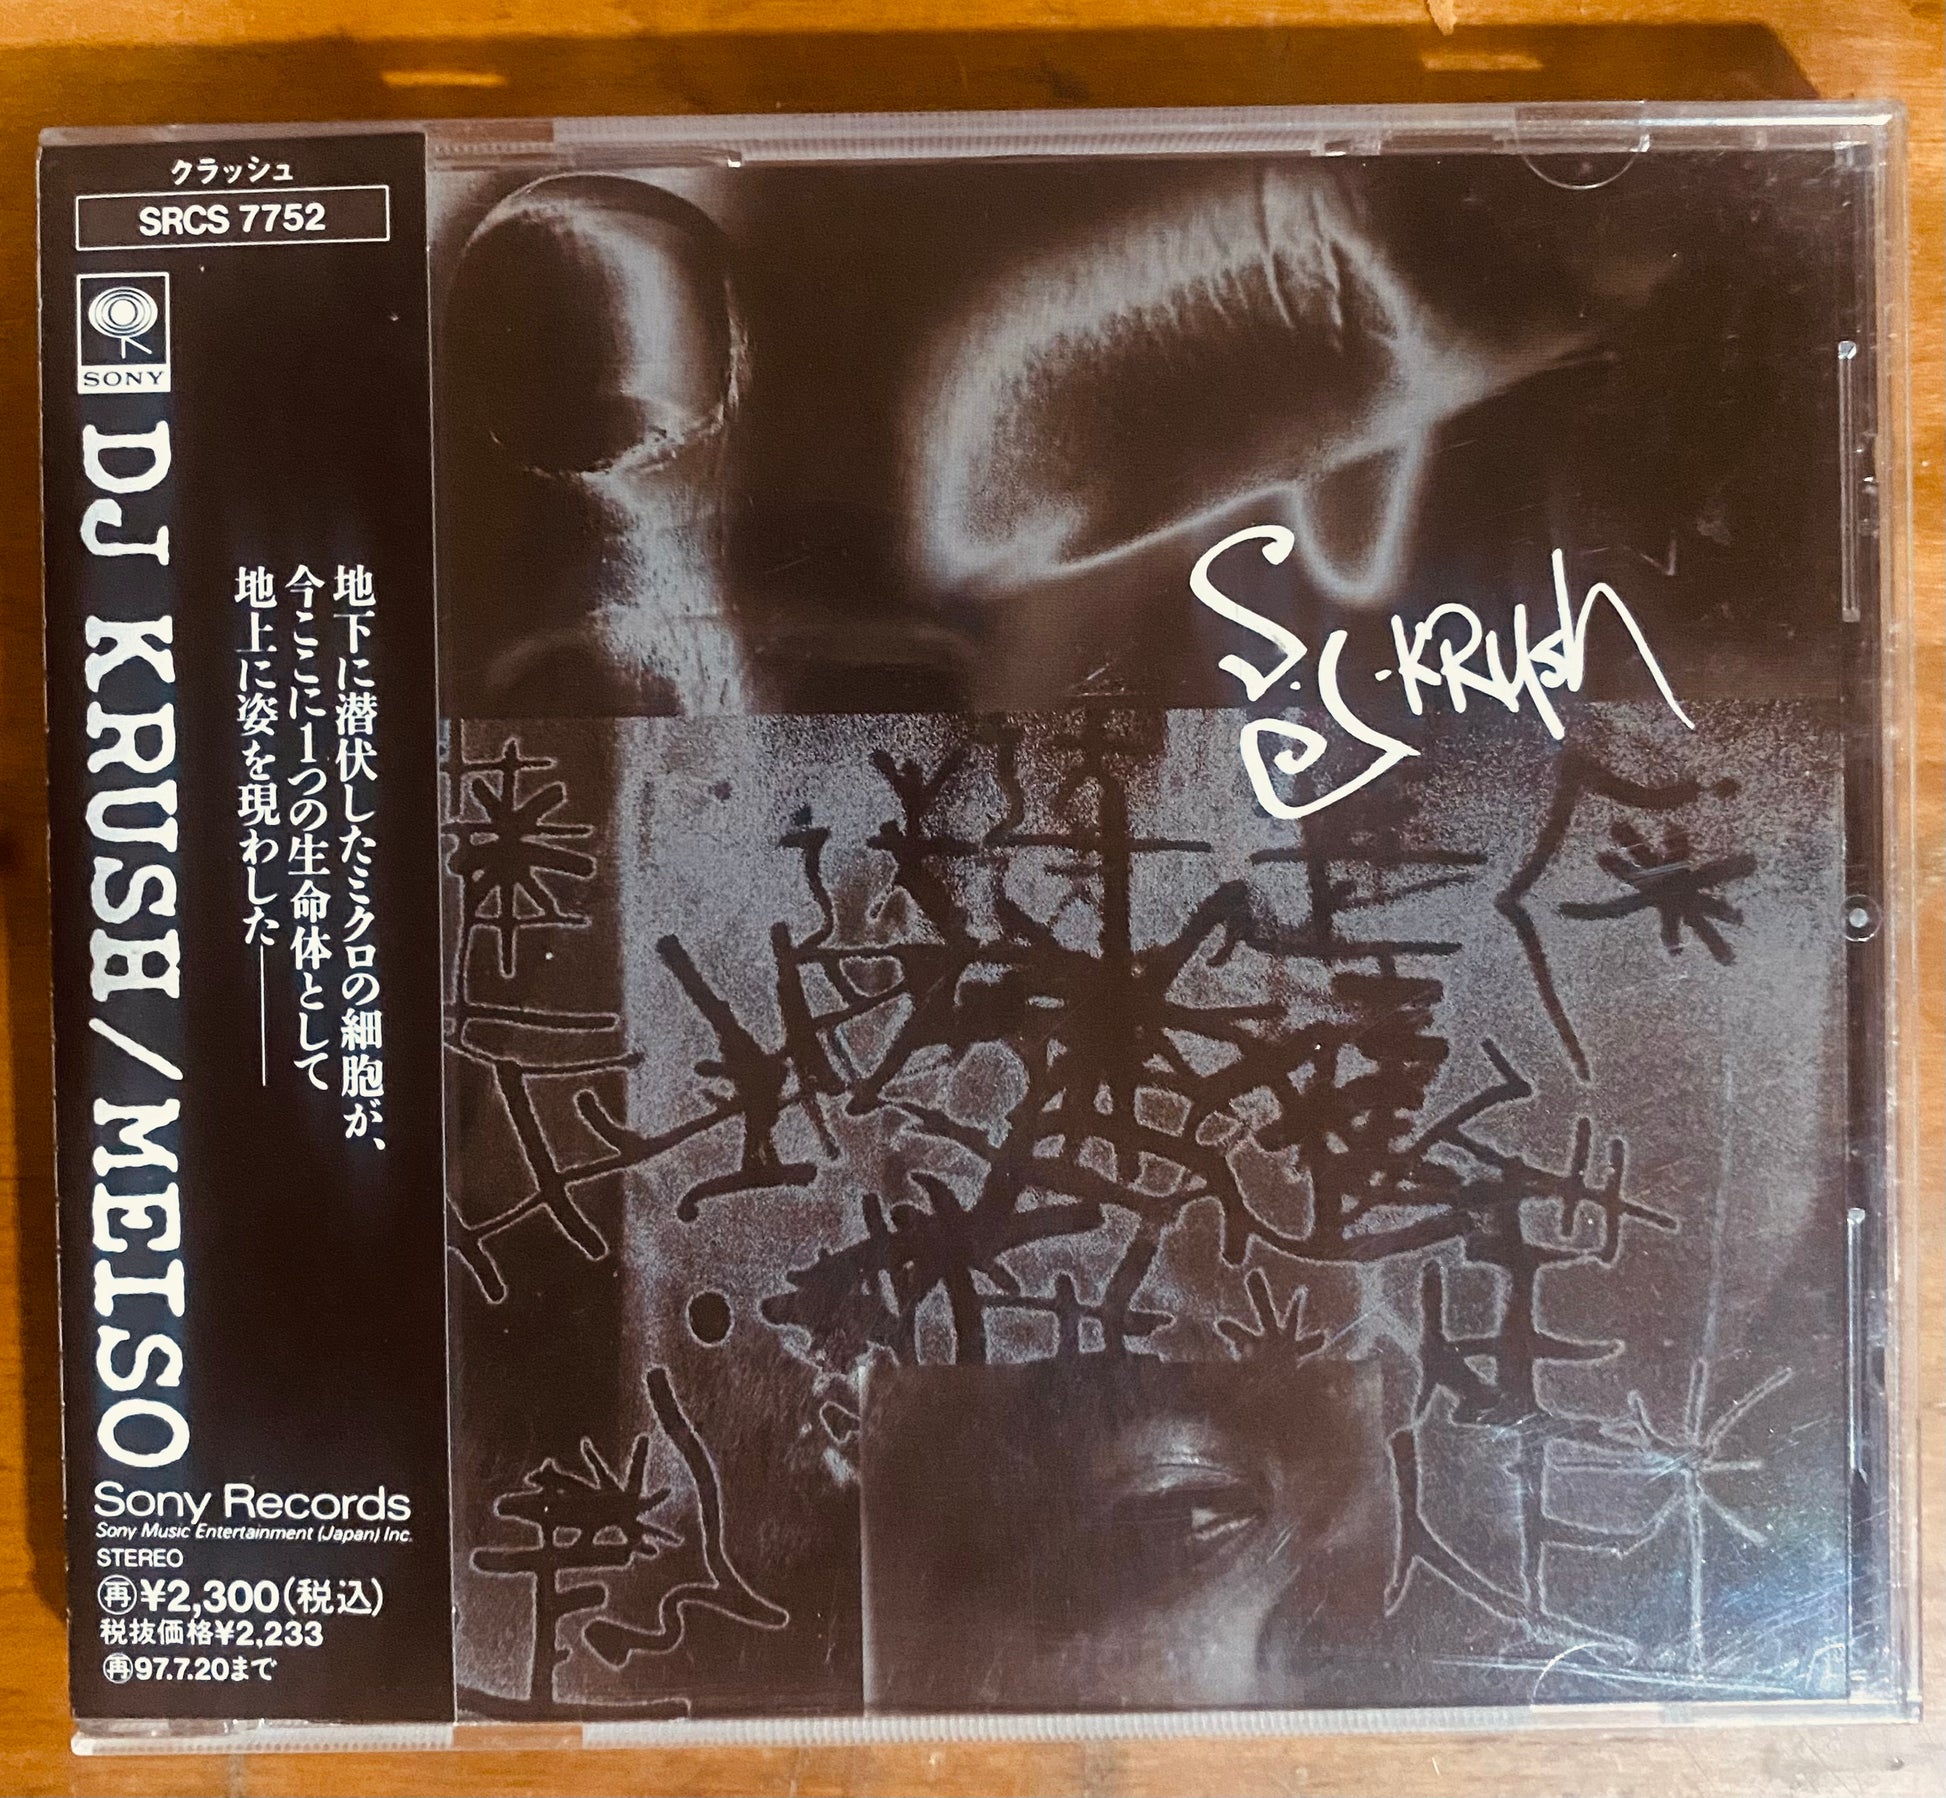 クラッシュ
SRCS 7752
SONY
DJ KRUSH/MEISO
地下に潜伏したミクロの細胞が、
今ここに1つの生命体として
地上に姿を現わした——
Sony Records
Sony Music Entertainment (Japan) Inc.
STEREO
㊢¥2,300(税込)
税抜価格¥2,233
再97.7.20まで
DJ.KRUSH